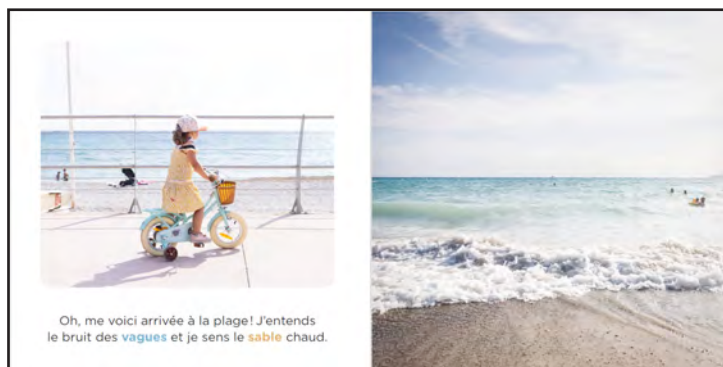 Oh, me voici arrivée à la plage! J'entends
le bruit des vagues et je sens le sable chaud.